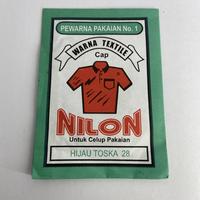 PEWARNA PAKAIAN No. 1
WARNA TEXTILE
Cap
NILON
Untuk Celup Pakaian
HIJAU TOSKA 28